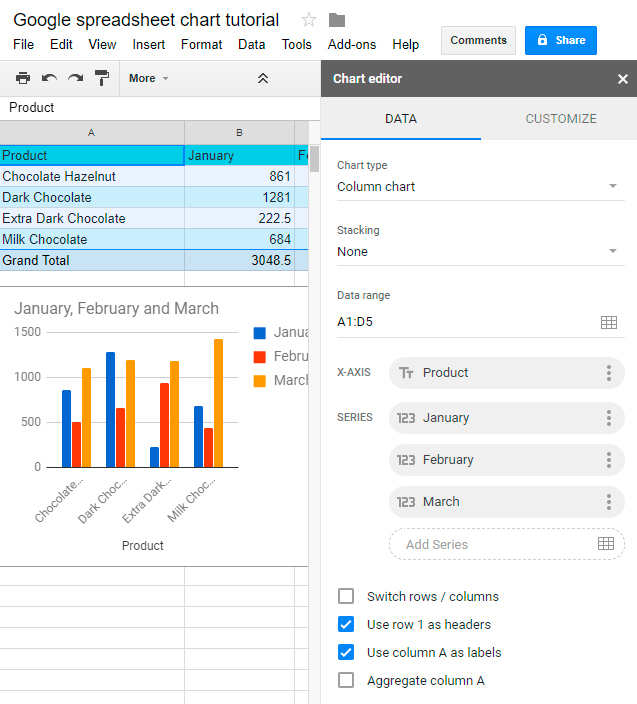 Google spreadsheet chart tutorial
File Edit View Insert Format Data Tools Add-ons Help
Comments
Share
More
Chart editor
Product
DATA CUSTOMIZE
A B
Product January
Chocolate Hazelnut 861
Dark Chocolate 1281
Extra Dark Chocolate 222.5
Milk Chocolate 684
Grand Total 3048.5
January, February and March
1500
1000
500
0
Janua
Febru
March
Chocolate...
Dark Choc...
Extra Dark...
Milk Choc...
Product
Chart type
Column chart
Stacking
None
Data range
A1:D5
X-AXIS Tт Product
SERIES 123 January
123 February
123 March
Add Series
Switch rows / columns
Use row 1 as headers
Use column A as labels
Aggregate column A